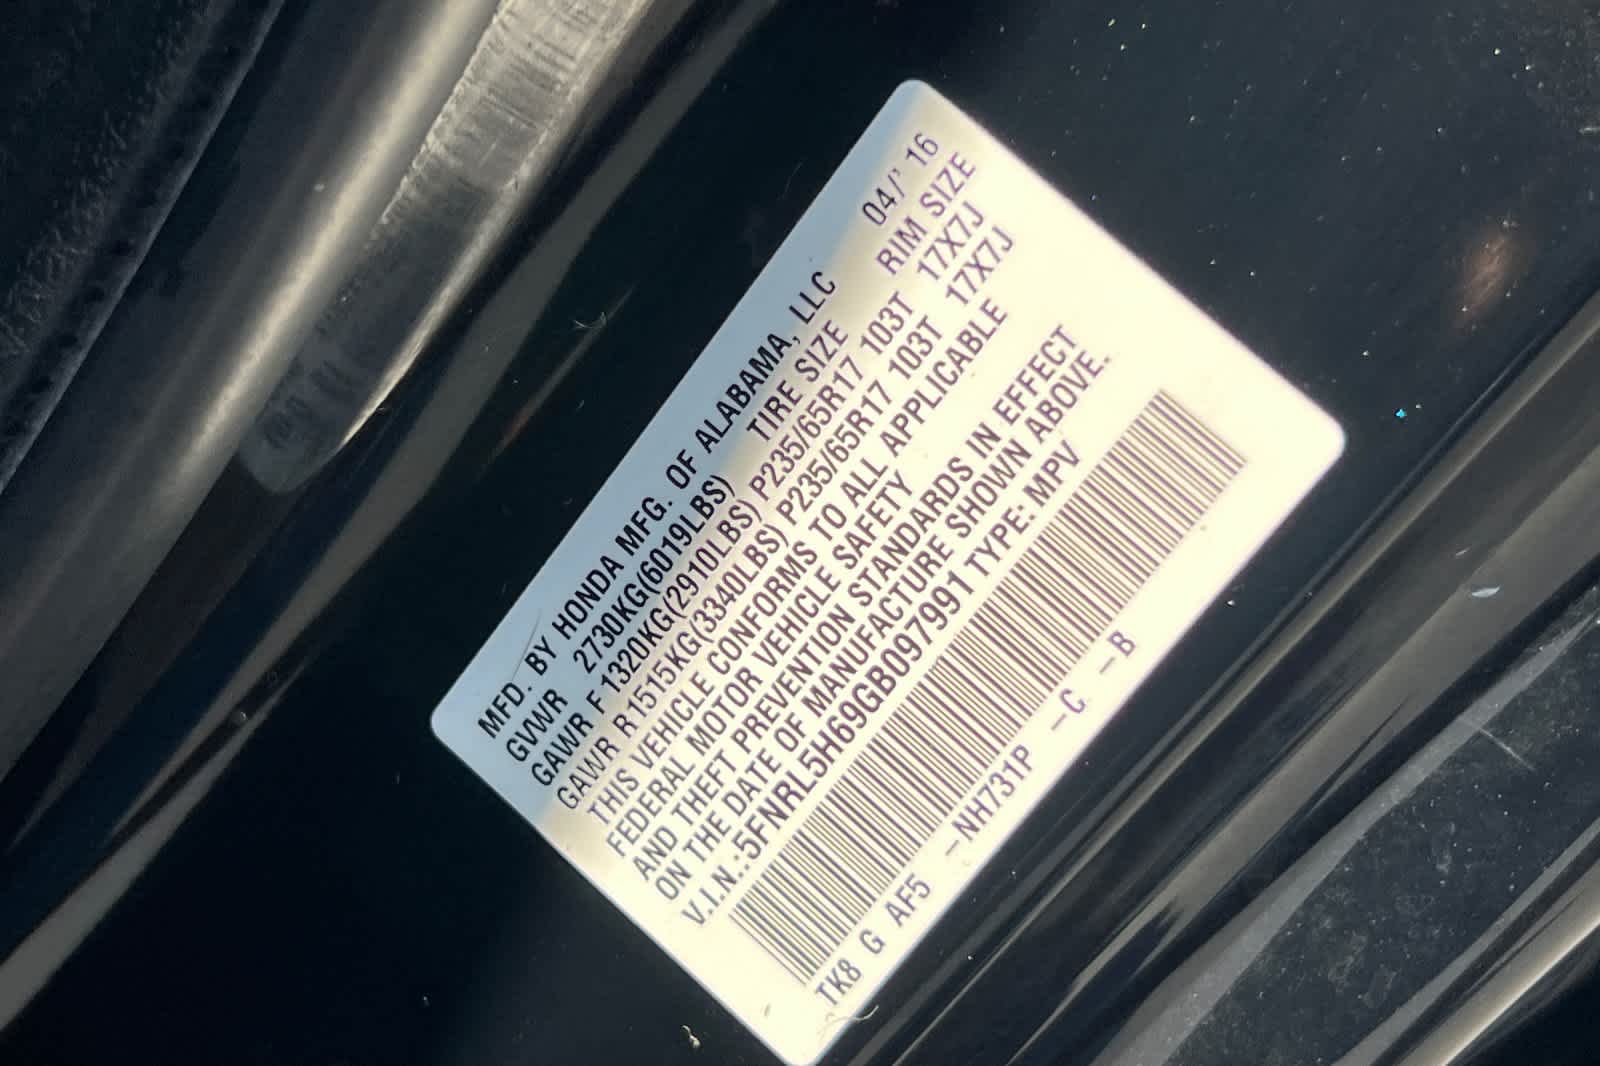 MFD. BY HONDA MFG. OF ALABAMA, LLC 04/' 16
GVWR 2730KG(6019LBS) TIRE SIZE RIM SIZE
GAWR F 1320KG(2910LBS) P235/65R17 103T 17X7J
GAWR R1515KG(3340LBS) P235/65R17 103T 17X7J
THIS VEHICLE CONFORMS TO ALL APPLICABLE
FEDERAL MOTOR VEHICLE SAFETY
AND THEFT PREVENTION STANDARDS IN EFFECT
ON THE DATE OF MANUFACTURE SHOWN ABOVE.
V.I.N.:5FNRL5H69GB097991 TYPE: MPV
TK8 G AF5 –NH731P –C –B